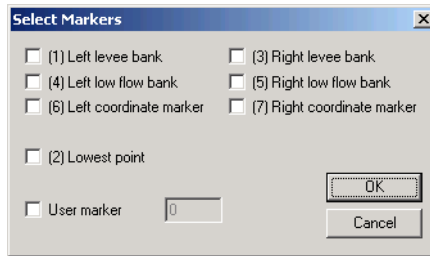 Select Markers
(1) Left levee bank (3) Right levee bank
(4) Left low flow bank (5) Right low flow bank
(6) Left coordinate marker (7) Right coordinate marker
(2) Lowest point
OK
User marker 0
Cancel